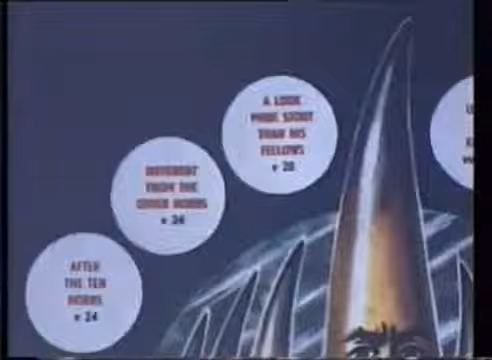 A LOOK
MORE STOUT
THAN HIS
FELLOWS
v 20
DIFFERENT
FROM THE
OTHER HORNS
v 24
AFTER
THE TEN
HORNS
v 24